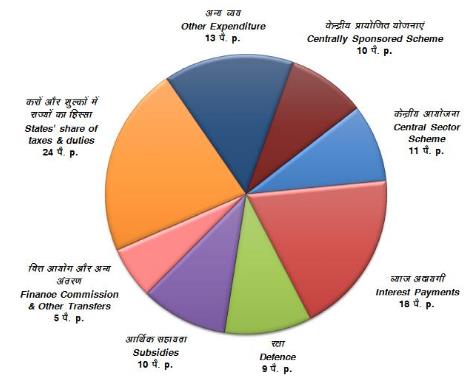 अन्य व्यय
Other Expenditure
13 पै. p.
केन्द्रीय प्रायोजित योजनाएं
Centrally Sponsored Scheme
10 पै. p.
केन्द्रीय आयोजना
Central Sector
Scheme
11 पै. p.
ब्याज अदायगी
Interest Payments
18 पै. p.
रक्षा
Defence
9 पै. p.
आर्थिक सहायता
Subsidies
10 पै. p.
वित्त आयोग और अन्य
अंतरण
Finance Commission
& Other Transfers
5 पै. p.
करों और शुल्कों में
राज्यों का हिस्सा
States' share of
taxes & duties
24 पै. p.